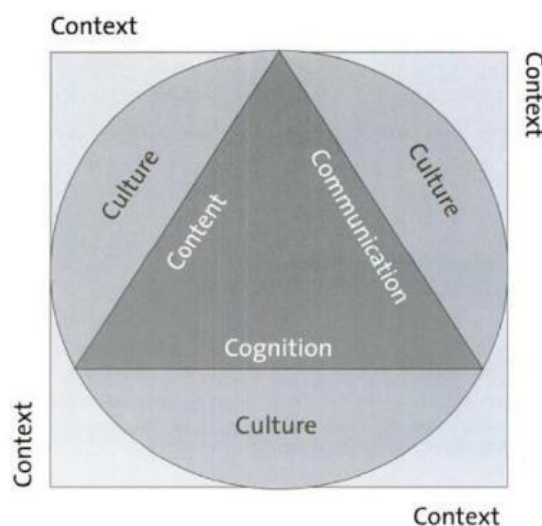 Context
Context
Culture
Culture
Content
Communication
Cognition
Culture
Context
Context